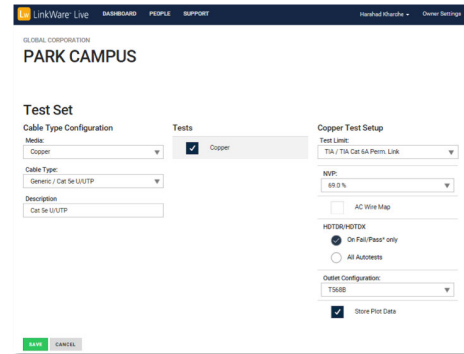 Lw LinkWare™ Live DASHBOARD PEOPLE SUPPORT Harshad Kharche Owner Settings
GLOBAL CORPORATION
PARK CAMPUS
Test Set
Cable Type Configuration
Media:
Copper
Cable Type:
Generic / Cat 5e U/UTP
Description
Cat 5e U/UTP
Tests
Copper
Copper Test Setup
Test Limit:
TIA / TIA Cat 6A Perm. Link
NVP:
69.0 %
AC Wire Map
HDTDR/HDTDX
On Fail/Pass* only
All Autotests
Outlet Configuration:
T568B
Store Plot Data
SAVE CANCEL